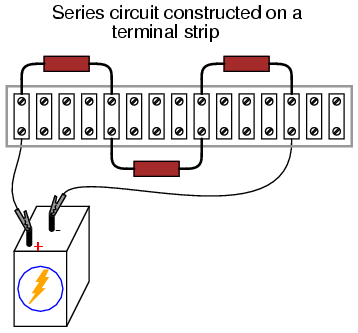 Series circuit constructed on a
terminal strip
-
+